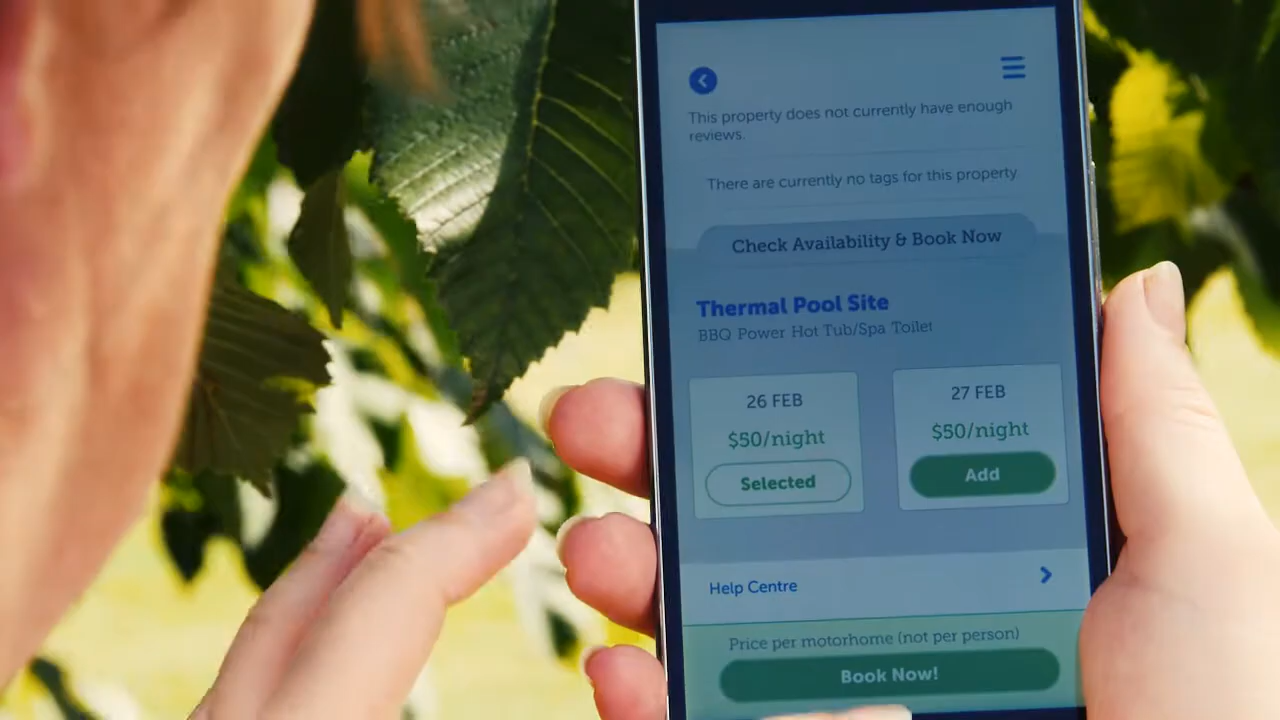 This property does not currently have enough
reviews.
There are currently no tags for this property
Check Availability & Book Now
Thermal Pool Site
BBQ Power Hot Tub/Spa Toilet
26 FEB
$50/night
Selected
27 FEB
$50/night
Add
Help Centre
Price per motorhome (not per person)
Book Now!